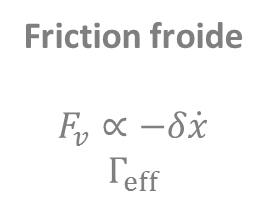 Friction froide
F_v ∝ −δẋ
Γ_eff